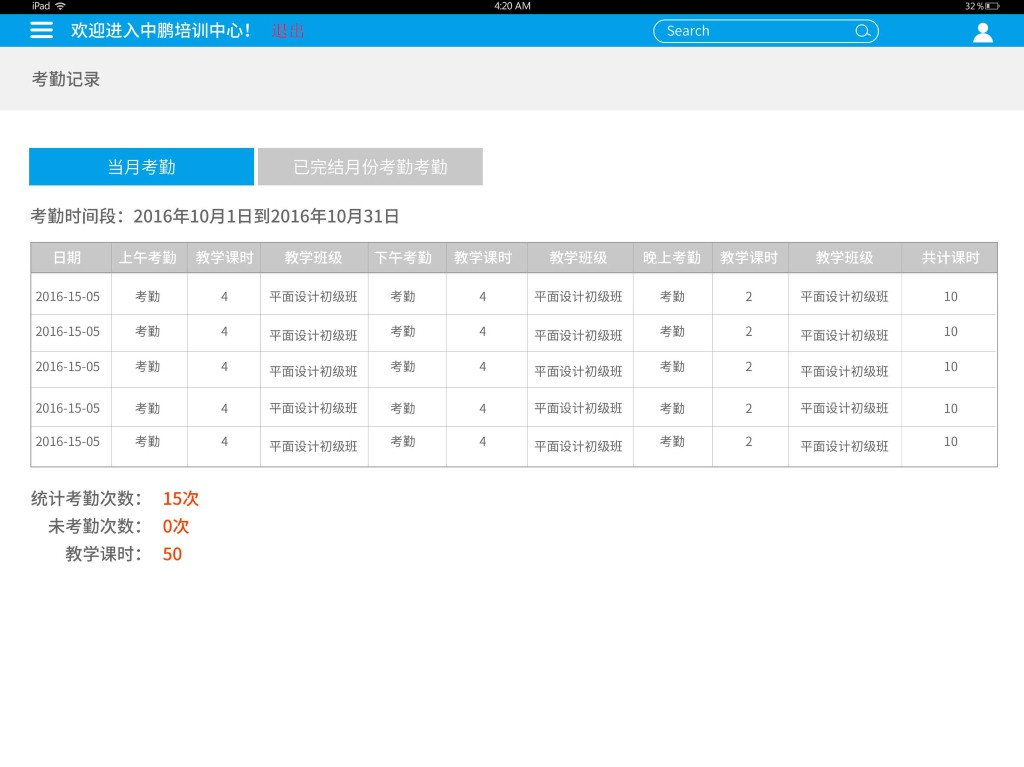 iPad 4:20 AM 32%
欢迎进入中鹏培训中心！ 退出 Search
考勤记录
当月考勤 已完结月份考勤考勤
考勤时间段：2016年10月1日到2016年10月31日
日期 上午考勤 教学课时 教学班级 下午考勤 教学课时 教学班级 晚上考勤 教学课时 教学班级 共计课时
2016-15-05 考勤 4 平面设计初级班 考勤 4 平面设计初级班 考勤 2 平面设计初级班 10
2016-15-05 考勤 4 平面设计初级班 考勤 4 平面设计初级班 考勤 2 平面设计初级班 10
2016-15-05 考勤 4 平面设计初级班 考勤 4 平面设计初级班 考勤 2 平面设计初级班 10
2016-15-05 考勤 4 平面设计初级班 考勤 4 平面设计初级班 考勤 2 平面设计初级班 10
2016-15-05 考勤 4 平面设计初级班 考勤 4 平面设计初级班 考勤 2 平面设计初级班 10
统计考勤次数： 15次
未考勤次数： 0次
教学课时： 50